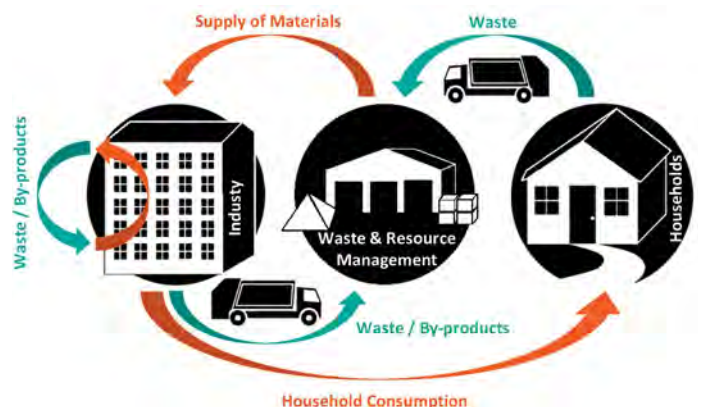 Supply of Materials
Waste
Waste / By-products
Industy
Waste & Resource
Management
Households
Waste / By-products
Household Consumption